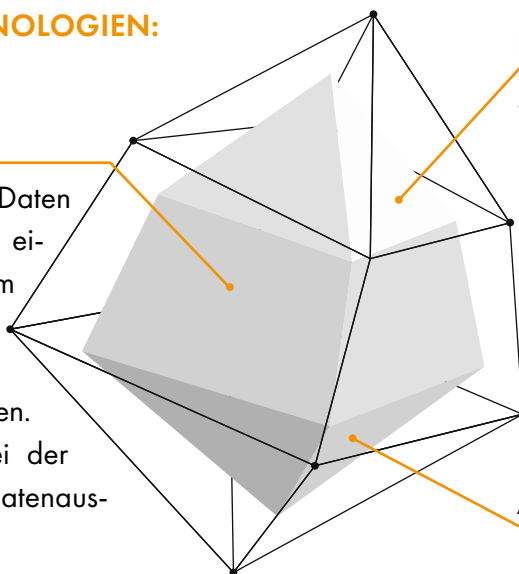 NOLOGIEN:
Daten
ei-
m
en.
ei der
atenaus-